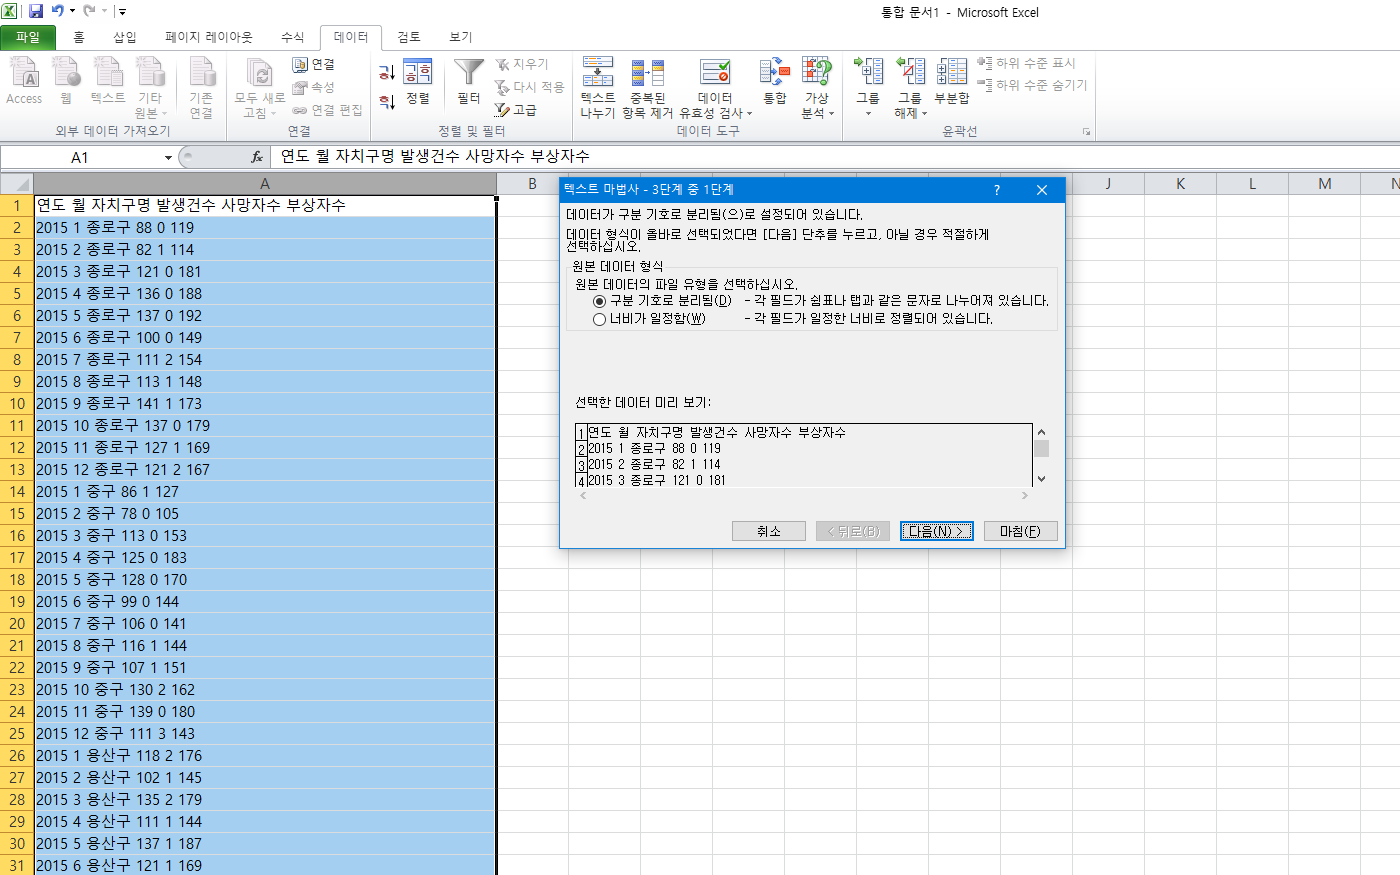 통합 문서1 - Microsoft Excel
파일 홈 삽입 페이지 레이아웃 수식 데이터 검토 보기
Access 웹 텍스트 기타 원본 기존 연결
외부 데이터 가져오기
모두 새로 고침 연결 속성 연결 편집
연결
정렬 필터 지우기 다시 적용 고급
정렬 및 필터
텍스트 나누기 중복된 항목 제거 데이터 유효성 검사 통합 가상 분석
데이터 도구
그룹 그룹 해제 부분합 하위 수준 표시 하위 수준 숨기기
윤곽선
A1 fx 연도 월 자치구명 발생건수 사망자수 부상자수
A B J K L M N
1 연도 월 자치구명 발생건수 사망자수 부상자수
2 2015 1 종로구 88 0 119
3 2015 2 종로구 82 1 114
4 2015 3 종로구 121 0 181
5 2015 4 종로구 136 0 188
6 2015 5 종로구 137 0 192
7 2015 6 종로구 100 0 149
8 2015 7 종로구 111 2 154
9 2015 8 종로구 113 1 148
10 2015 9 종로구 141 1 173
11 2015 10 종로구 137 0 179
12 2015 11 종로구 127 1 169
13 2015 12 종로구 121 2 167
14 2015 1 중구 86 1 127
15 2015 2 중구 78 0 105
16 2015 3 중구 113 0 153
17 2015 4 중구 125 0 183
18 2015 5 중구 128 0 170
19 2015 6 중구 99 0 144
20 2015 7 중구 106 0 141
21 2015 8 중구 116 1 144
22 2015 9 중구 107 1 151
23 2015 10 중구 130 2 162
24 2015 11 중구 139 0 180
25 2015 12 중구 111 3 143
26 2015 1 용산구 118 2 176
27 2015 2 용산구 102 1 145
28 2015 3 용산구 135 2 179
29 2015 4 용산구 111 1 144
30 2015 5 용산구 137 1 187
31 2015 6 용산구 121 1 169
텍스트 마법사 - 3단계 중 1단계 ?
데이터가 구분 기호로 분리됨(으)로 설정되어 있습니다.
데이터 형식이 올바로 선택되었다면 [다음] 단추를 누르고, 아닐 경우 적절하게
선택하십시오.
원본 데이터 형식
원본 데이터의 파일 유형을 선택하십시오.
구분 기호로 분리됨(D) - 각 필드가 쉼표나 탭과 같은 문자로 나누어져 있습니다.
너비가 일정함(W) - 각 필드가 일정한 너비로 정렬되어 있습니다.
선택한 데이터 미리 보기:
1 연도 월 자치구명 발생건수 사망자수 부상자수
2 2015 1 종로구 88 0 119
3 2015 2 종로구 82 1 114
4 2015 3 종로구 121 0 181
취소 < 뒤로(B) 다음(N) > 마침(F)